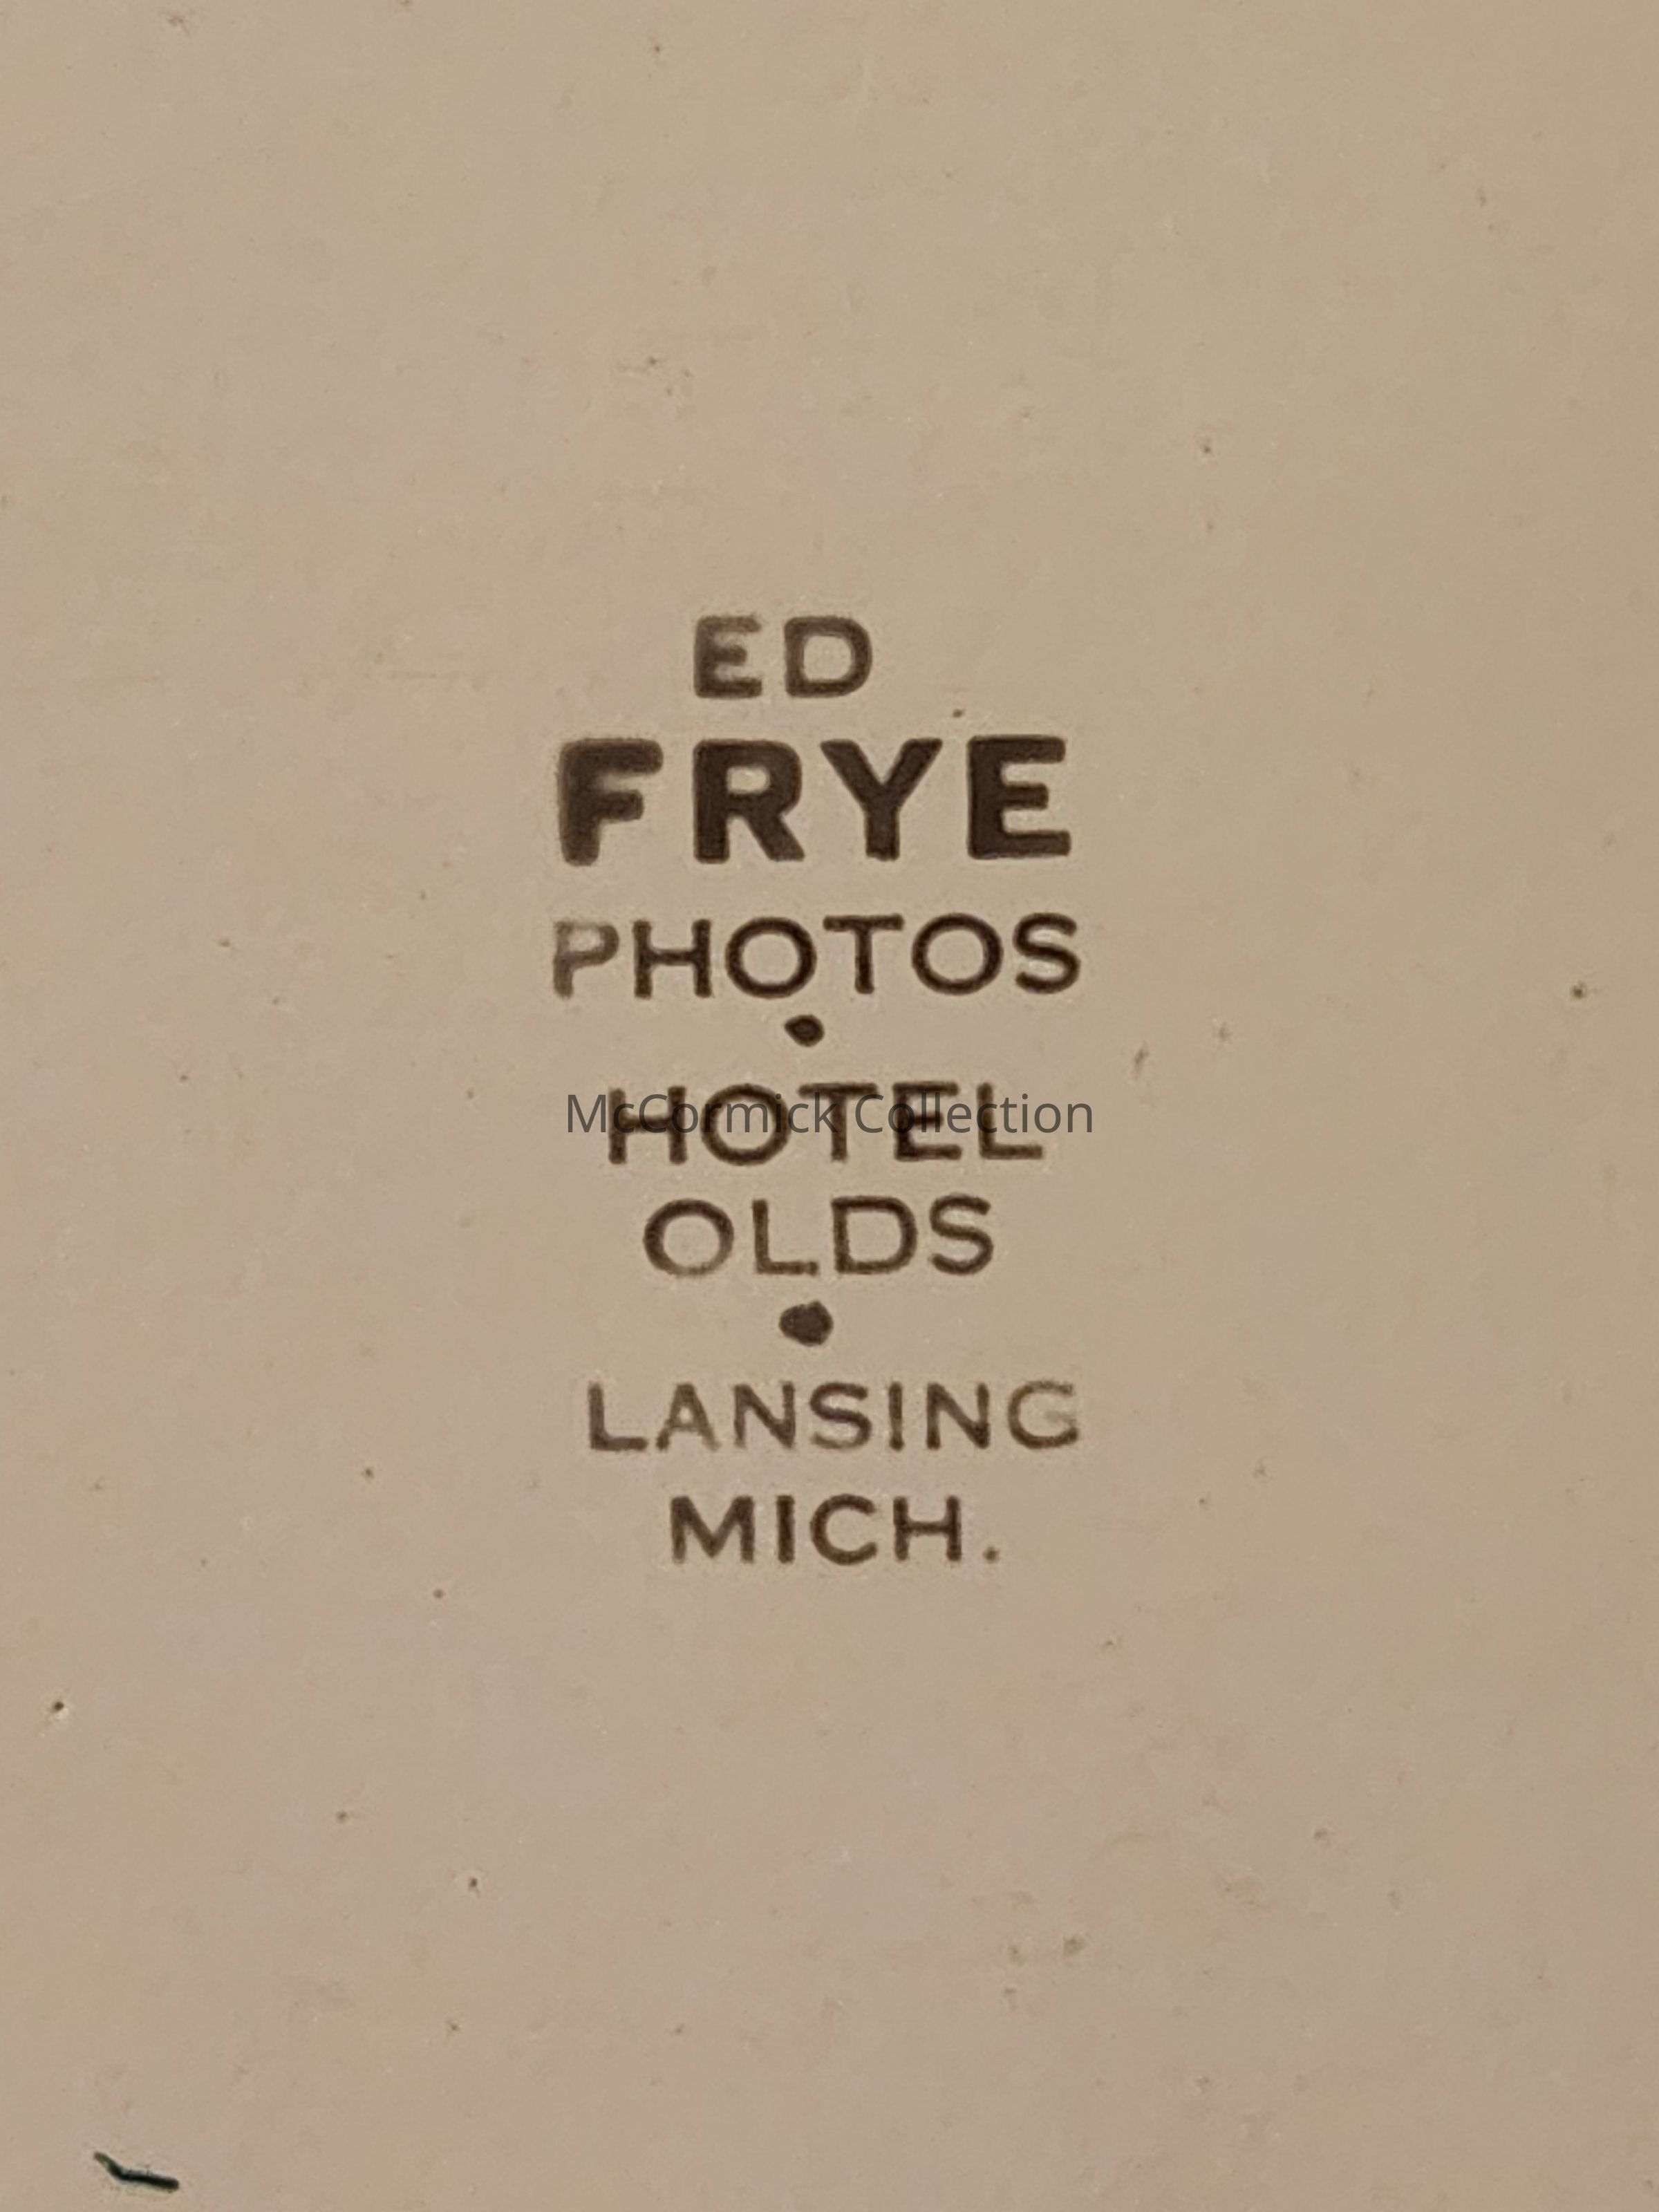 ED
FRYE
PHOTOS
•
HOTEL
McCormick Collection
OLDS
•
LANSING
MICH.